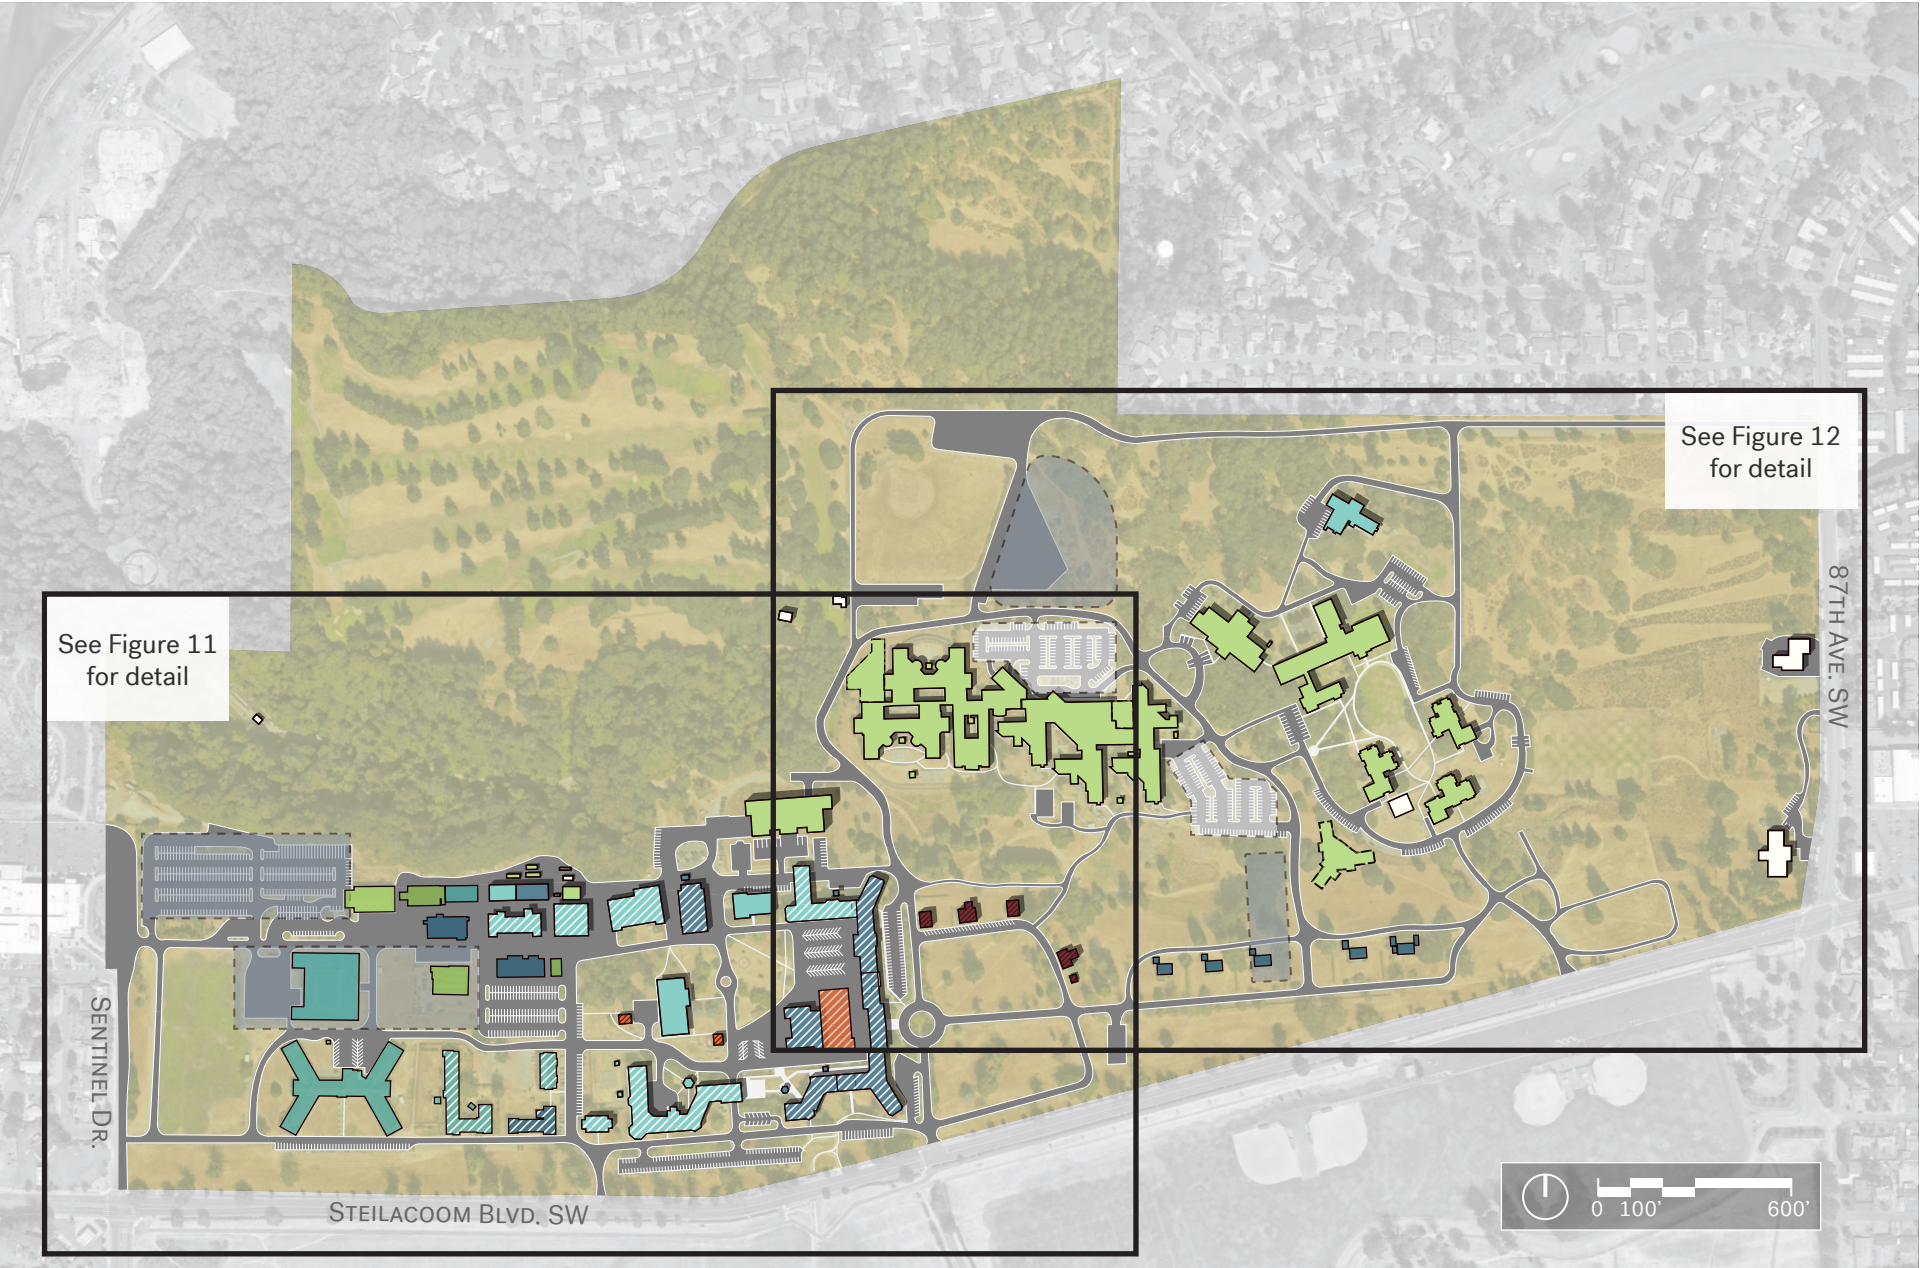 See Figure 12
for detail
87TH AVE. SW
See Figure 11
for detail
SENTINEL DR.
STEILACOOM BLVD. SW
0 100' 600'